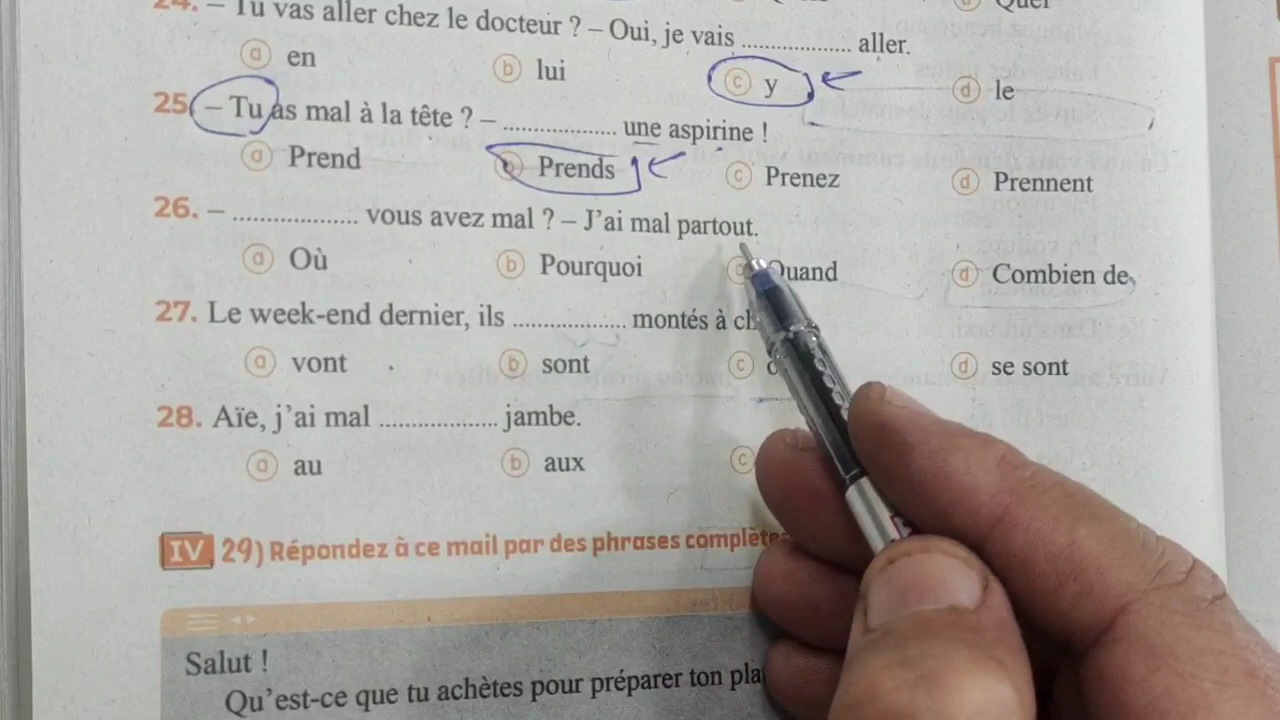 24. – Tu vas aller chez le docteur ? – Oui, je vais ................... aller.
ⓐ en ⓑ lui ⓒ y ⓓ le
25. – Tu as mal à la tête ? – ................... une aspirine !
ⓐ Prend ⓑ Prends ⓒ Prenez ⓓ Prennent
26. – ................... vous avez mal ? – J'ai mal partout.
ⓐ Où ⓑ Pourquoi ⓒ Quand ⓓ Combien de
27. Le week-end dernier, ils ................... montés à
ⓐ vont ⓑ sont ⓒ ⓓ se sont
28. Aïe, j'ai mal ................... jambe.
ⓐ au ⓑ aux ⓒ
IV 29) Répondez à ce mail par des phrases complètes
Salut !
Qu'est-ce que tu achètes pour préparer ton